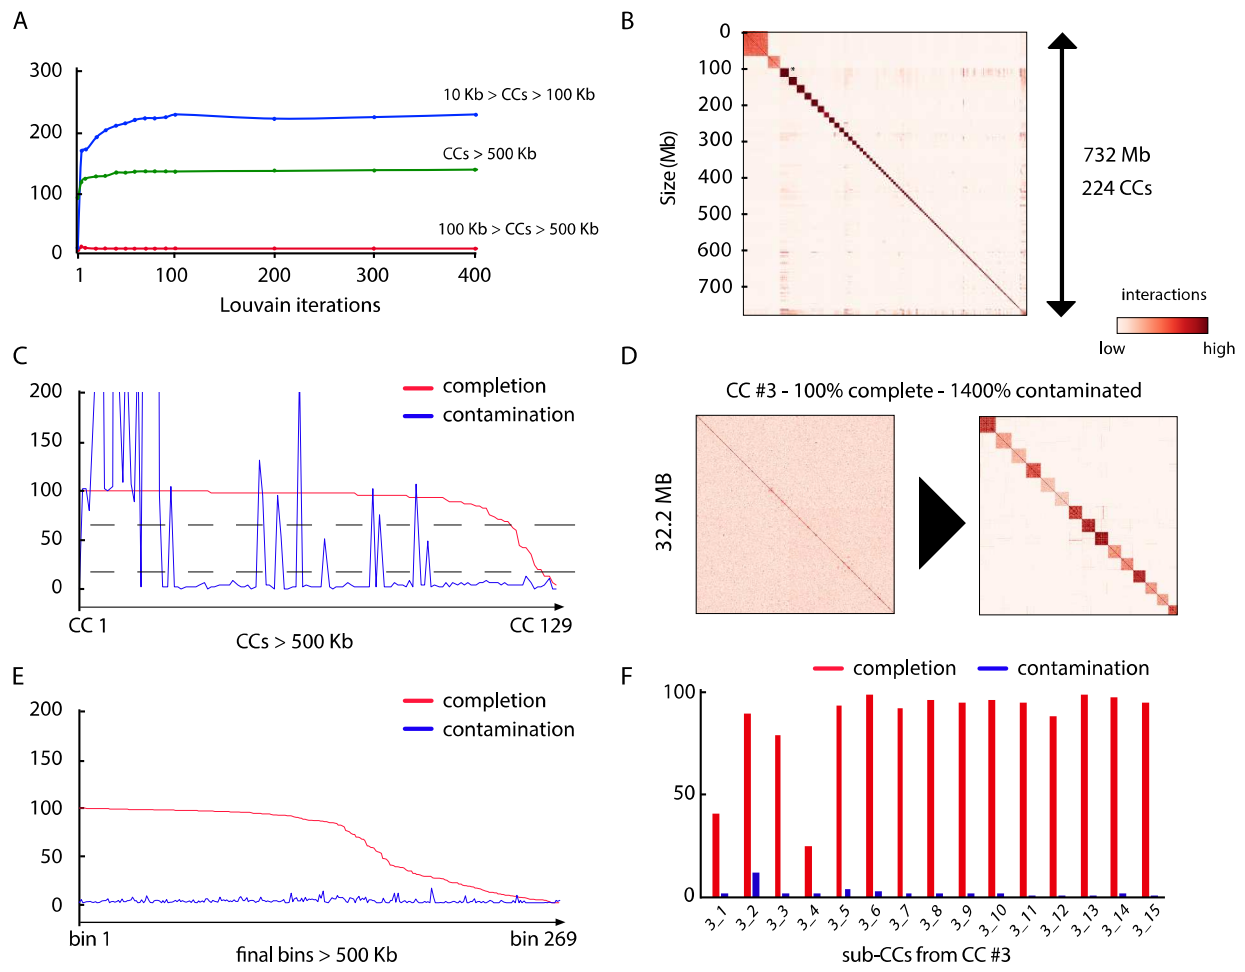 A
300
200
100
0
1
100
200
300
400
10 Kb > CCs > 100 Kb
CCs > 500 Kb
100 Kb > CCs > 500 Kb
Louvain iterations
B
0
100
200
300
400
500
600
700
Size (Mb)
*
732 Mb
224 CCs
interactions
low
high
C
200
150
100
50
0
completion
contamination
CC 1
CC 129
CCs > 500 Kb
D
CC #3 - 100% complete - 1400% contaminated
32.2 MB
E
200
150
100
50
0
completion
contamination
bin 1
bin 269
final bins > 500 Kb
F
completion
contamination
100
50
0
3_1
3_2
3_3
3_4
3_5
3_6
3_7
3_8
3_9
3_10
3_11
3_12
3_13
3_14
3_15
sub-CCs from CC #3